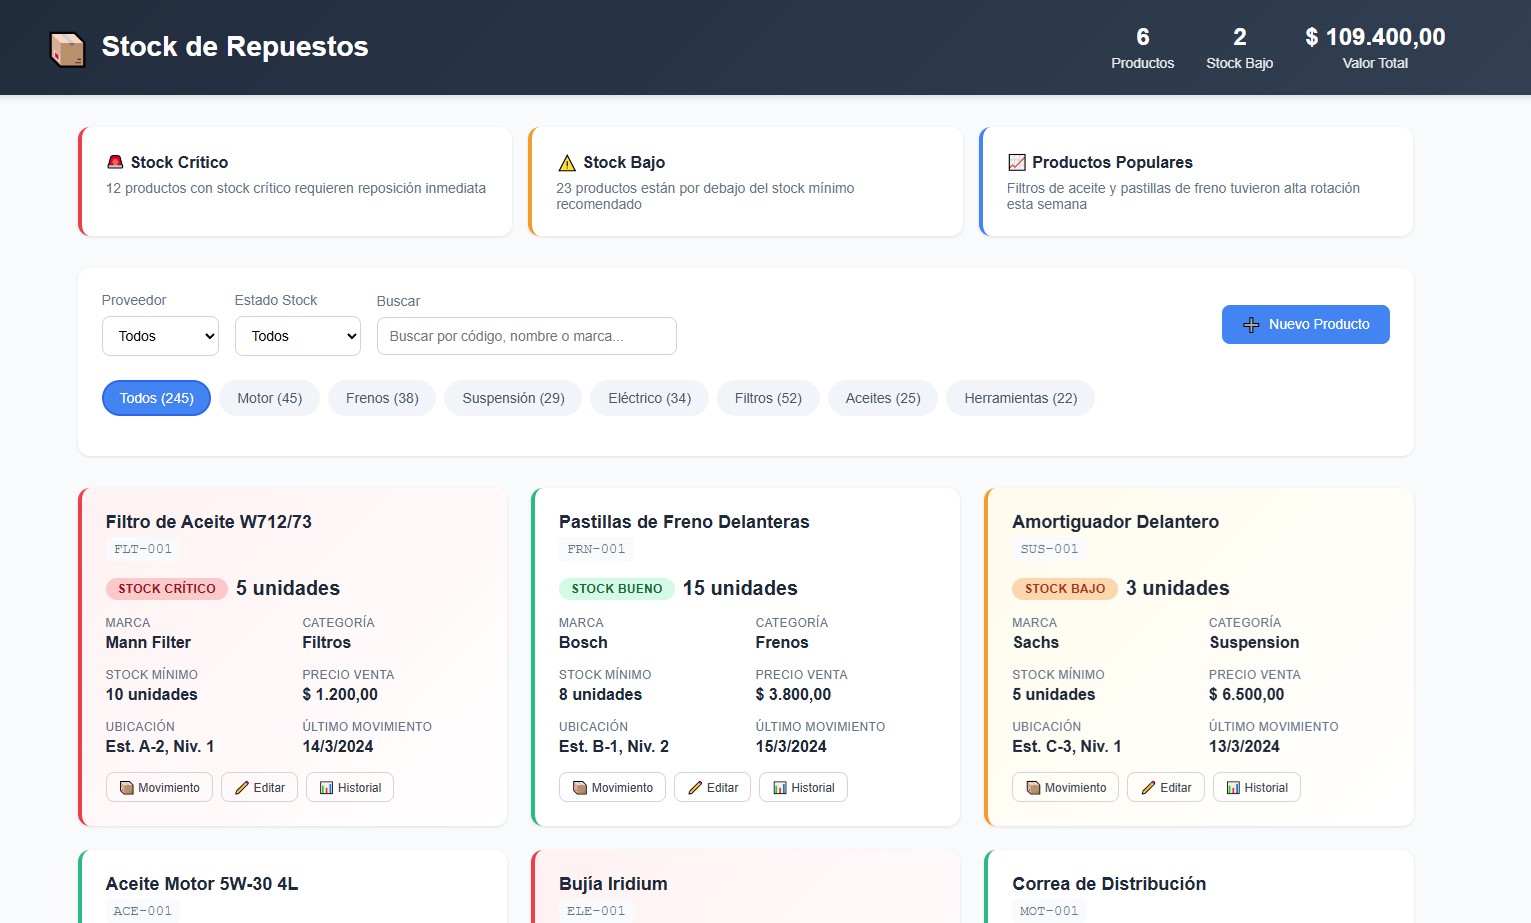 Stock de Repuestos
6
Productos
2
Stock Bajo
$ 109.400,00
Valor Total
Stock Crítico
12 productos con stock crítico requieren reposición inmediata
Stock Bajo
23 productos están por debajo del stock mínimo
recomendado
Productos Populares
Filtros de aceite y pastillas de freno tuvieron alta rotación
esta semana
Proveedor
Todos
Estado Stock
Todos
Buscar
Buscar por código, nombre o marca...
Nuevo Producto
Todos (245)
Motor (45)
Frenos (38)
Suspensión (29)
Eléctrico (34)
Filtros (52)
Aceites (25)
Herramientas (22)
Filtro de Aceite W712/73
FLT-001
STOCK CRÍTICO 5 unidades
MARCA
Mann Filter
CATEGORÍA
Filtros
STOCK MÍNIMO
10 unidades
PRECIO VENTA
$ 1.200,00
UBICACIÓN
Est. A-2, Niv. 1
ÚLTIMO MOVIMIENTO
14/3/2024
Movimiento
Editar
Historial
Pastillas de Freno Delanteras
FRN-001
STOCK BUENO 15 unidades
MARCA
Bosch
CATEGORÍA
Frenos
STOCK MÍNIMO
8 unidades
PRECIO VENTA
$ 3.800,00
UBICACIÓN
Est. B-1, Niv. 2
ÚLTIMO MOVIMIENTO
15/3/2024
Movimiento
Editar
Historial
Amortiguador Delantero
SUS-001
STOCK BAJO 3 unidades
MARCA
Sachs
CATEGORÍA
Suspension
STOCK MÍNIMO
5 unidades
PRECIO VENTA
$ 6.500,00
UBICACIÓN
Est. C-3, Niv. 1
ÚLTIMO MOVIMIENTO
13/3/2024
Movimiento
Editar
Historial
Aceite Motor 5W-30 4L
ACE-001
Bujía Iridium
ELE-001
Correa de Distribución
MOT-001